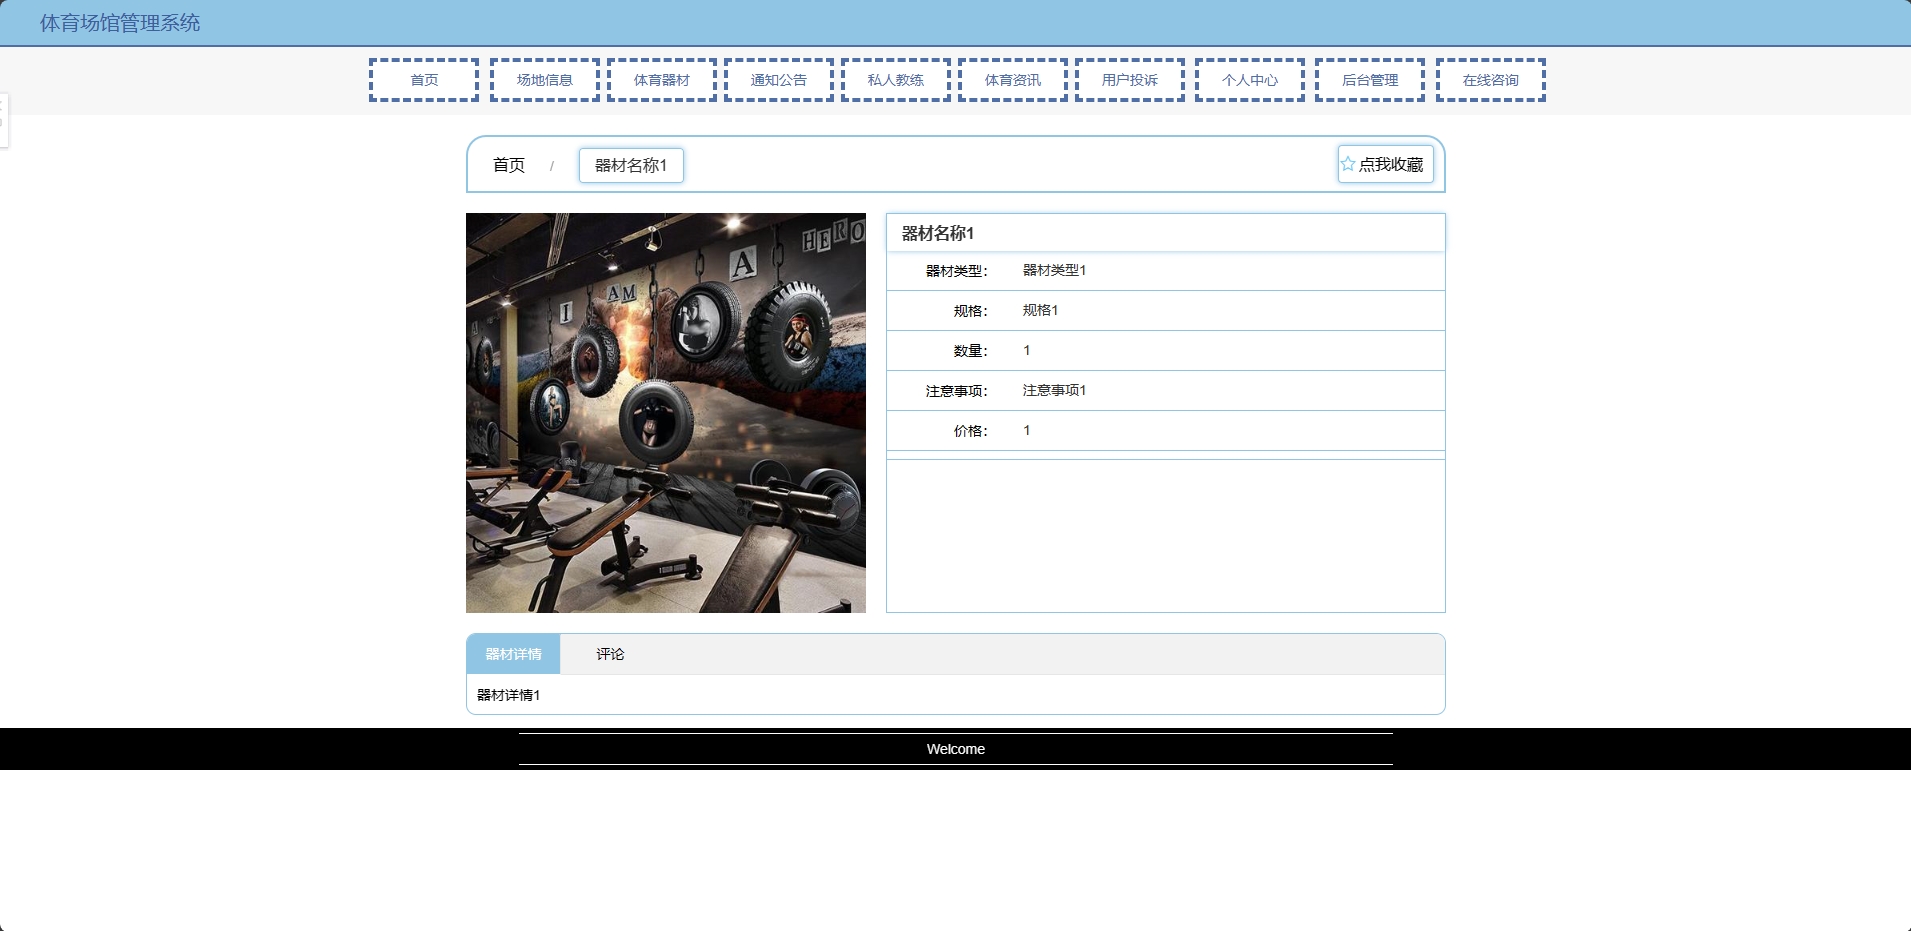 体育场馆管理系统
首页 场地信息 体育器材 通知公告 私人教练 体育资讯 用户投诉 个人中心 后台管理 在线咨询
首页 / 器材名称1 点我收藏
I AM A HERO
器材名称1
器材类型： 器材类型1
规格： 规格1
数量： 1
注意事项： 注意事项1
价格： 1
器材详情 评论
器材详情1
Welcome